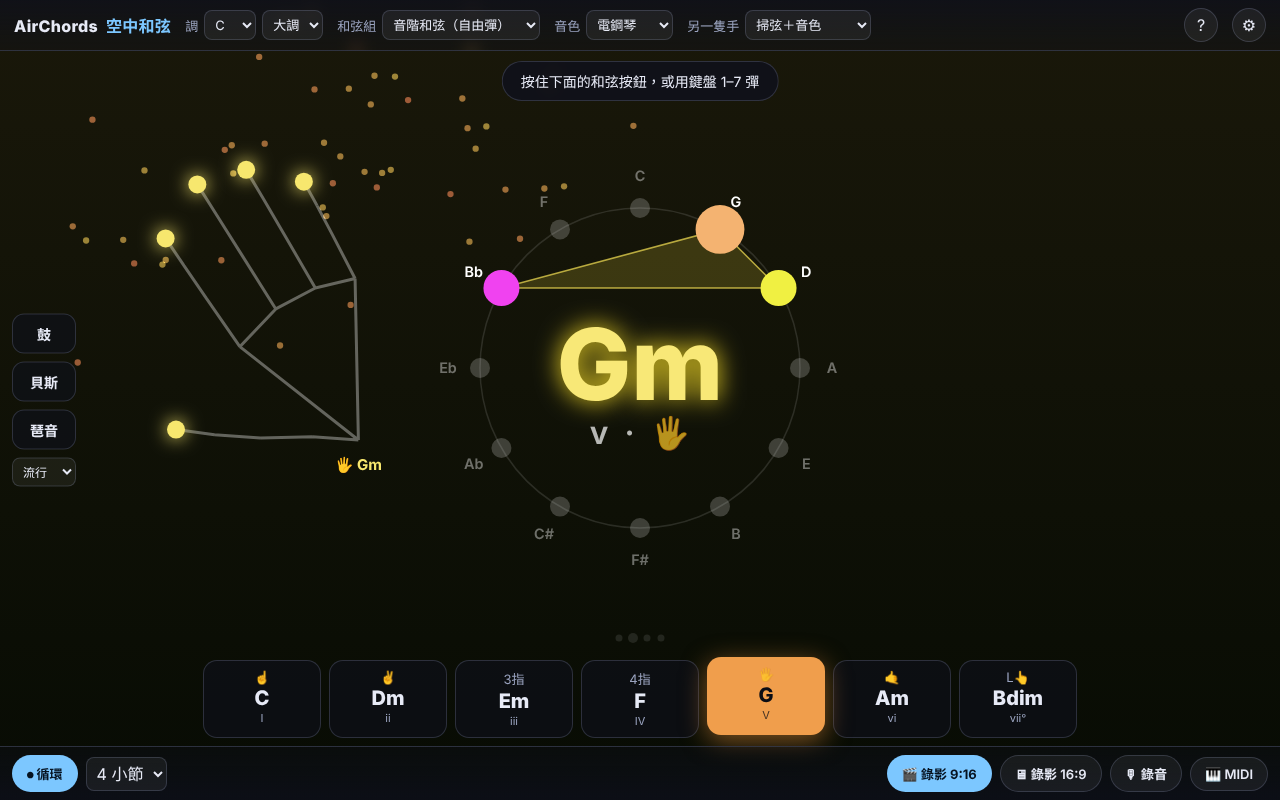 AirChords 空中和弦 調 C 大調 和弦組 音階和弦（自由彈） 音色 電鋼琴 另一隻手 掃弦＋音色 ? ⚙
按住下面的和弦按鈕，或用鍵盤 1–7 彈
C
F
G
Bb
D
Eb
A
Gm
V · 🖐
Ab
E
C#
B
F#
🖐 Gm
鼓
貝斯
琶音
流行
☝ ✌ 3指 4指 🖐 🤙 L👆
C Dm Em F G Am Bdim
I ii iii IV V vi vii°
●循環 4 小節 🎬 錄影 9:16 🖥 錄影 16:9 🎙 錄音 🎹 MIDI